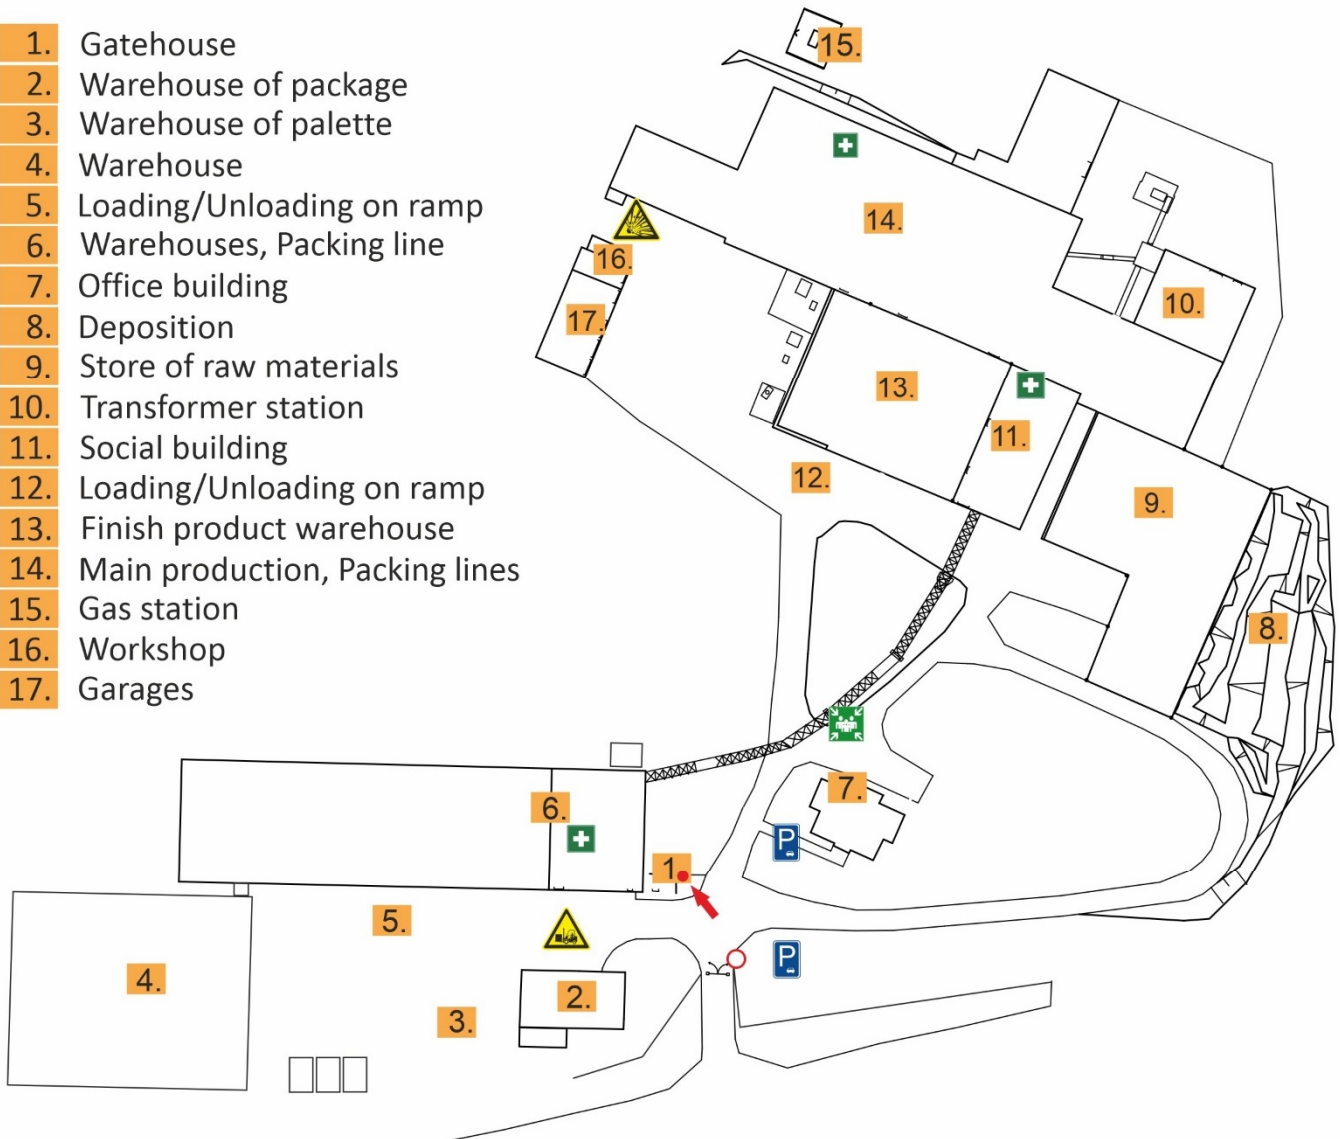 1. Gatehouse
2. Warehouse of package
3. Warehouse of palette
4. Warehouse
5. Loading/Unloading on ramp
6. Warehouses, Packing line
7. Office building
8. Deposition
9. Store of raw materials
10. Transformer station
11. Social building
12. Loading/Unloading on ramp
13. Finish product warehouse
14. Main production, Packing lines
15. Gas station
16. Workshop
17. Garages
15.
14.
16.
10.
17.
13.
11.
12.
9.
8.
7.
6.
P
1.
5.
P
4.
2.
3.